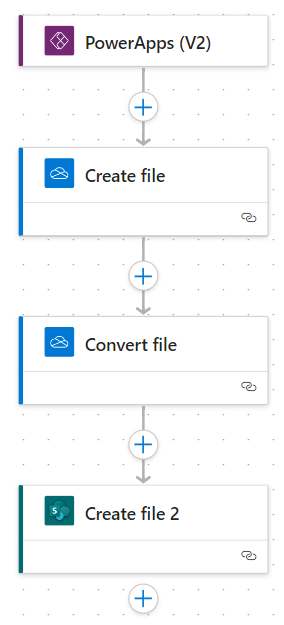 PowerApps (V2)
Create file
Convert file
Create file 2